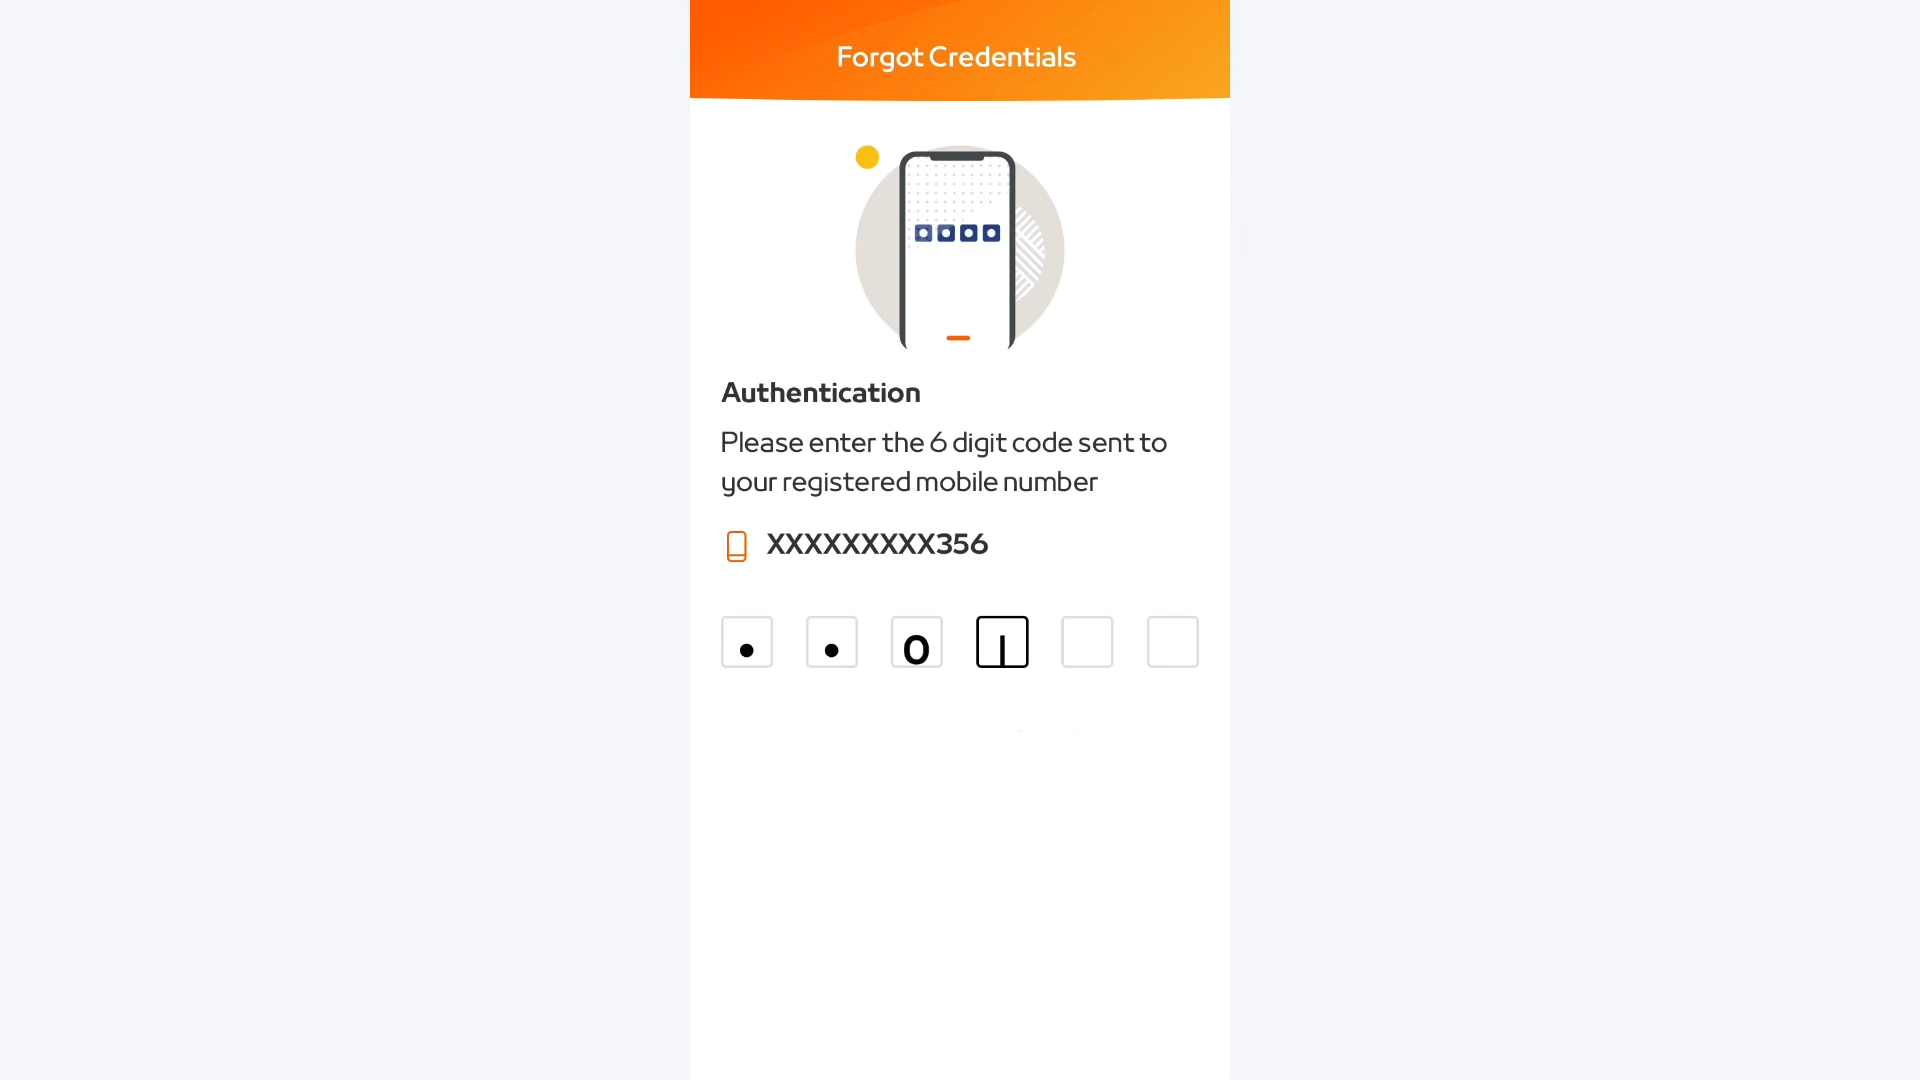 Forgot Credentials
Authentication
Please enter the 6 digit code sent to
your registered mobile number
XXXXXXXXX356
• • 0